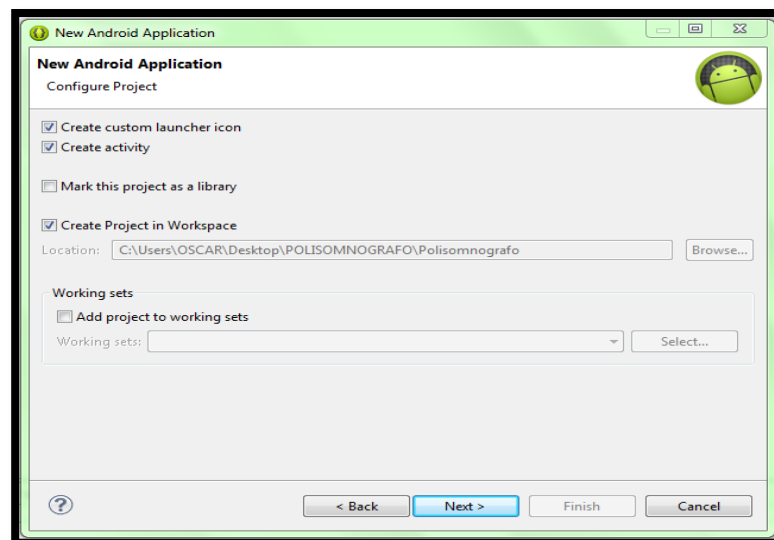 New Android Application
New Android Application
Configure Project
Create custom launcher icon
Create activity
Mark this project as a library
Create Project in Workspace
Location: C:\Users\OSCAR\Desktop\POLISOMNOGRAFO\Polisomnografo Browse...
Working sets
Add project to working sets
Working sets: Select...
? < Back Next > Finish Cancel